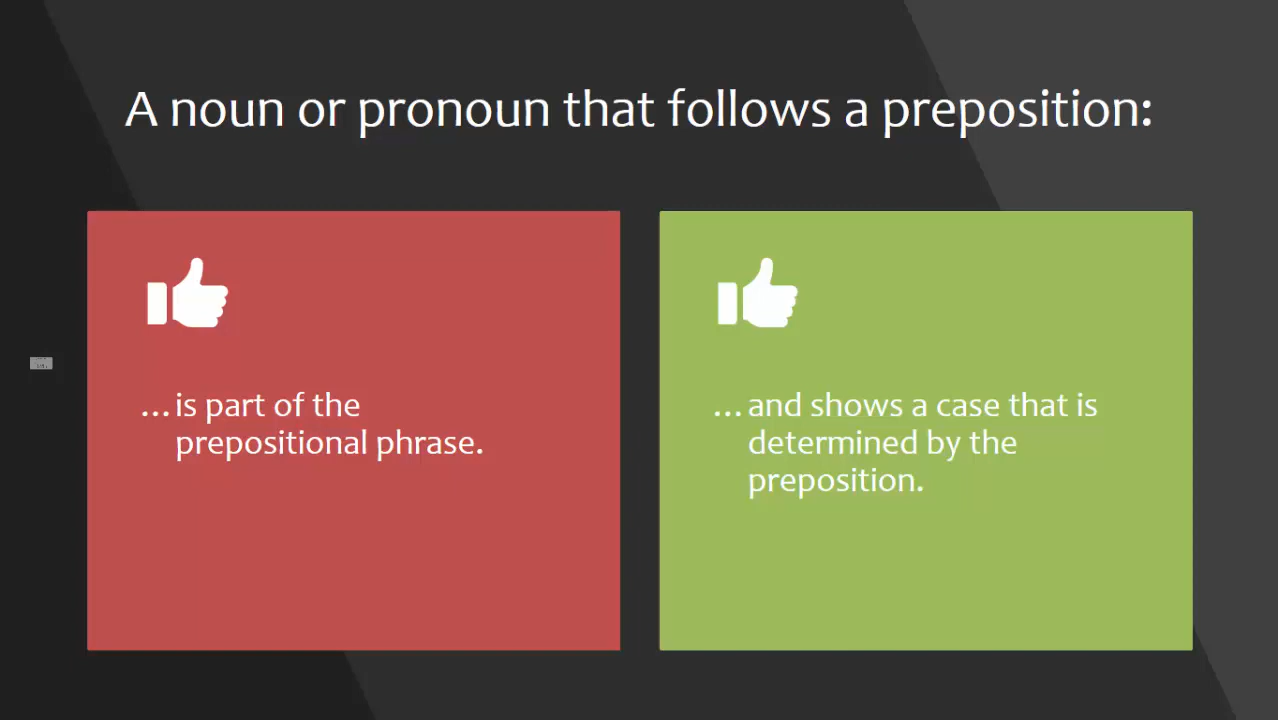 A noun or pronoun that follows a preposition:
...is part of the
prepositional phrase.
...and shows a case that is
determined by the
preposition.